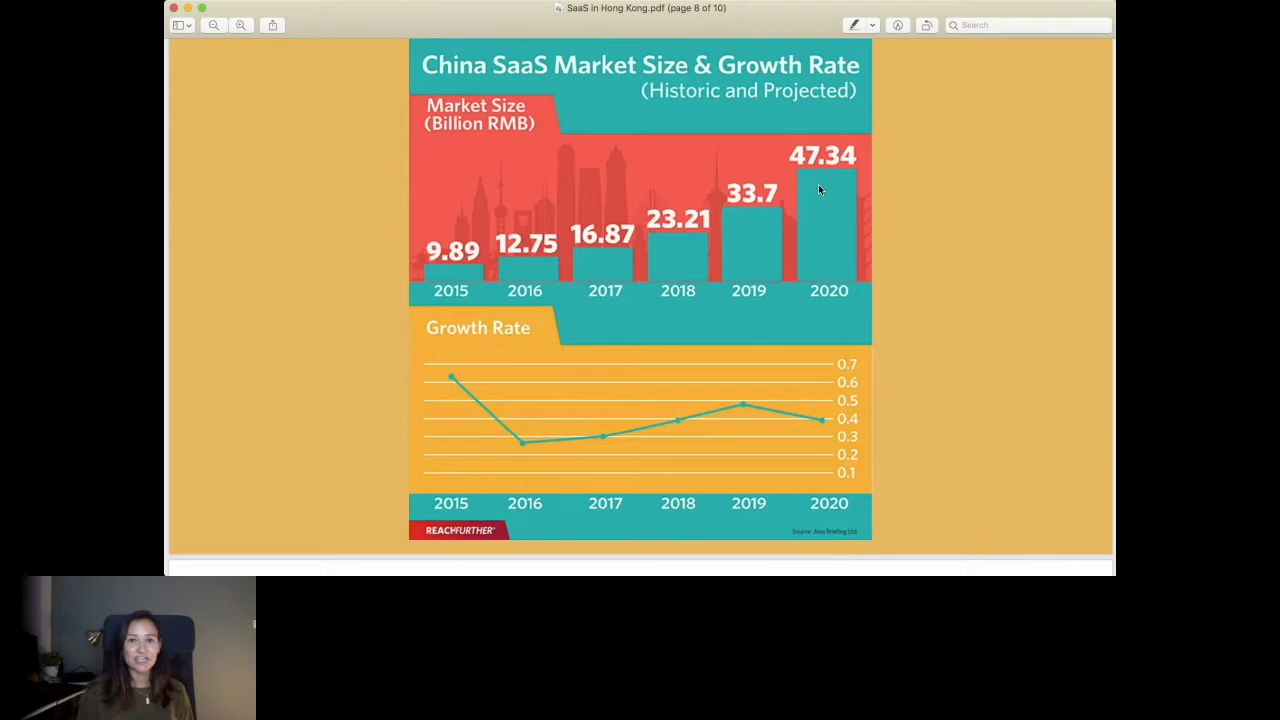 SaaS in Hong Kong.pdf (page 8 of 10)
Search
China SaaS Market Size & Growth Rate
(Historic and Projected)
Market Size
(Billion RMB)
9.89 12.75 16.87 23.21 33.7 47.34
2015 2016 2017 2018 2019 2020
Growth Rate
0.7
0.6
0.5
0.4
0.3
0.2
0.1
2015 2016 2017 2018 2019 2020
REACHFURTHER
Source: Asia Briefing Ltd.